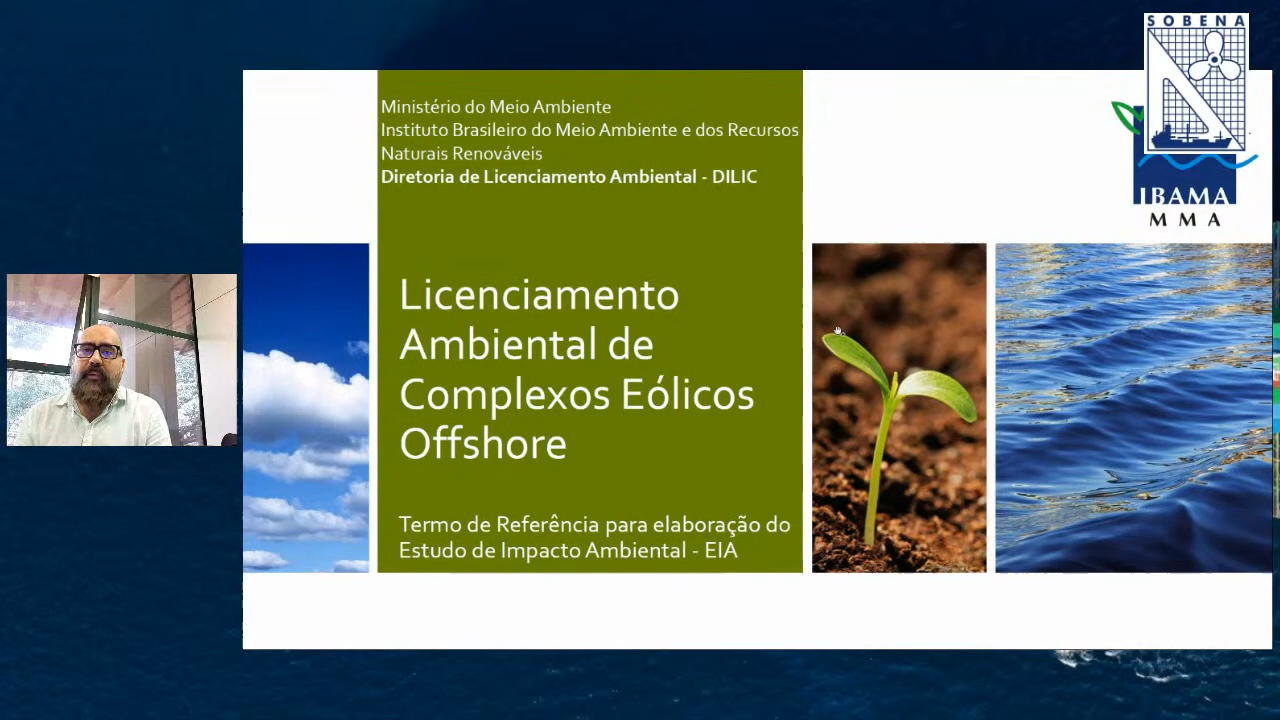 SOBENA
Ministério do Meio Ambiente
Instituto Brasileiro do Meio Ambiente e dos Recursos
Naturais Renováveis
Diretoria de Licenciamento Ambiental - DILIC
IBAMA
MMA
Licenciamento
Ambiental de
Complexos Eólicos
Offshore
Termo de Referência para elaboração do
Estudo de Impacto Ambiental - EIA